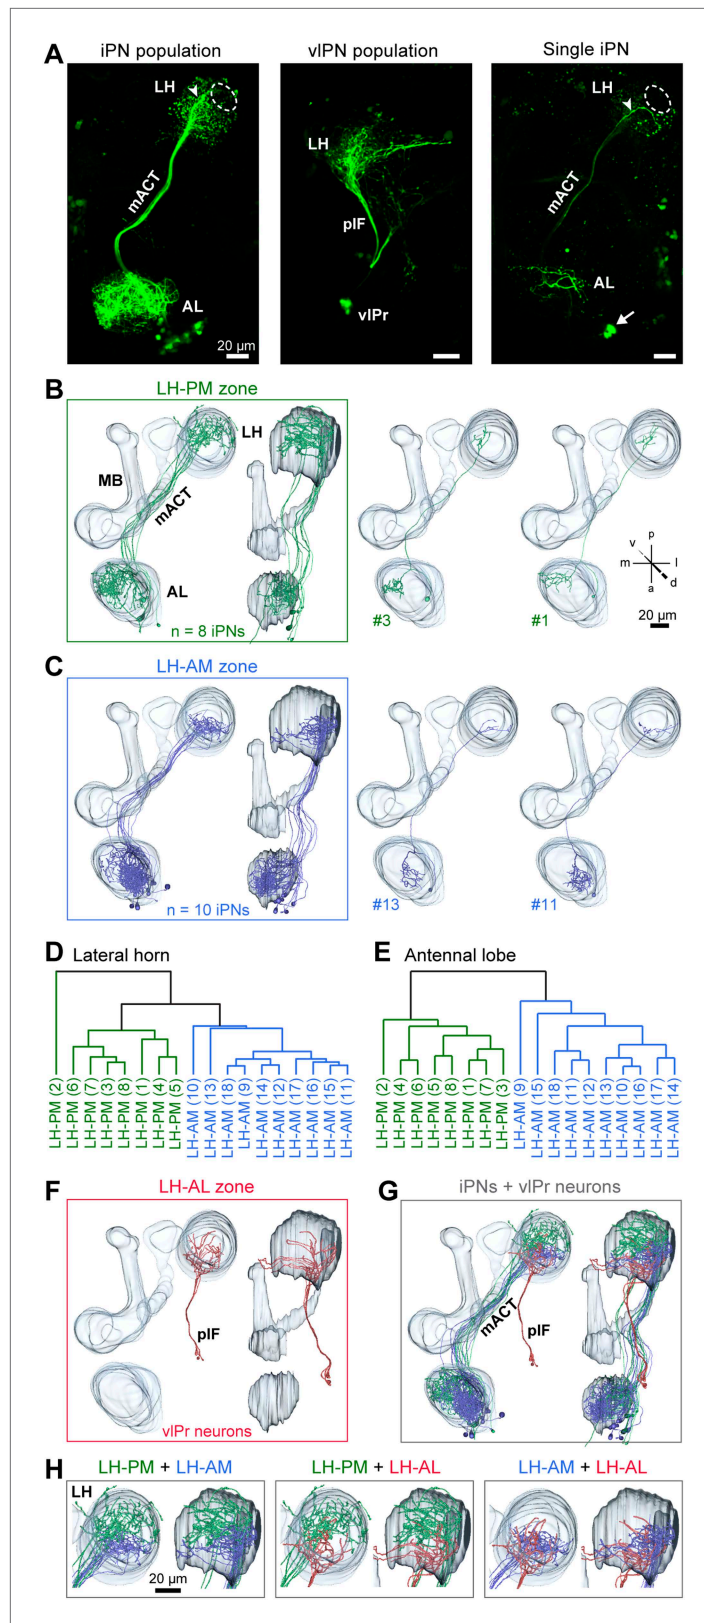 A
iPN population
vlPN population
Single iPN
LH
mACT
AL
20 µm
LH
plF
vlPr
LH
mACT
AL
B
LH-PM zone
LH
MB
mACT
AL
n = 8 iPNs
#3
#1
p
v
m
l
d
a
20 µm
C
LH-AM zone
n = 10 iPNs
#13
#11
D
Lateral horn
LH-PM (2)
LH-PM (6)
LH-PM (7)
LH-PM (3)
LH-PM (8)
LH-PM (1)
LH-PM (4)
LH-PM (5)
LH-AM (10)
LH-AM (13)
LH-AM (18)
LH-AM (9)
LH-AM (14)
LH-AM (12)
LH-AM (17)
LH-AM (16)
LH-AM (15)
LH-AM (11)
E
Antennal lobe
LH-PM (2)
LH-PM (4)
LH-PM (6)
LH-PM (5)
LH-PM (8)
LH-PM (1)
LH-PM (7)
LH-PM (3)
LH-AM (9)
LH-AM (15)
LH-AM (18)
LH-AM (11)
LH-AM (12)
LH-AM (13)
LH-AM (10)
LH-AM (16)
LH-AM (17)
LH-AM (14)
F
LH-AL zone
plF
vlPr neurons
G
iPNs + vlPr neurons
mACT
plF
H
LH-PM + LH-AM
LH-PM + LH-AL
LH-AM + LH-AL
LH
20 µm